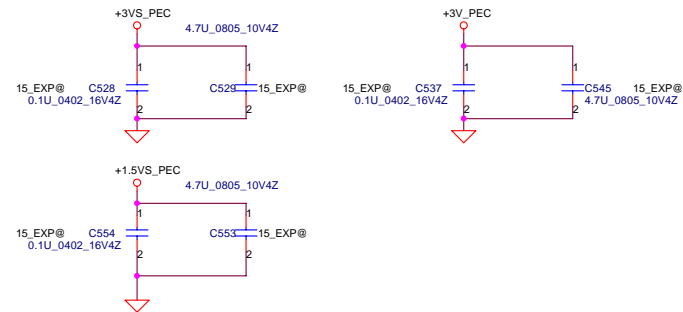 +3VS_PEC
4.7U_0805_10V4Z
1
1
15_EXP@
C528
C529
15_EXP@
0.1U_0402_16V4Z
2
2
+3V_PEC
1
1
15_EXP@
C537
C545
15_EXP@
0.1U_0402_16V4Z
4.7U_0805_10V4Z
2
2
+1.5VS_PEC
4.7U_0805_10V4Z
1
1
15_EXP@
C554
C553
15_EXP@
0.1U_0402_16V4Z
2
2